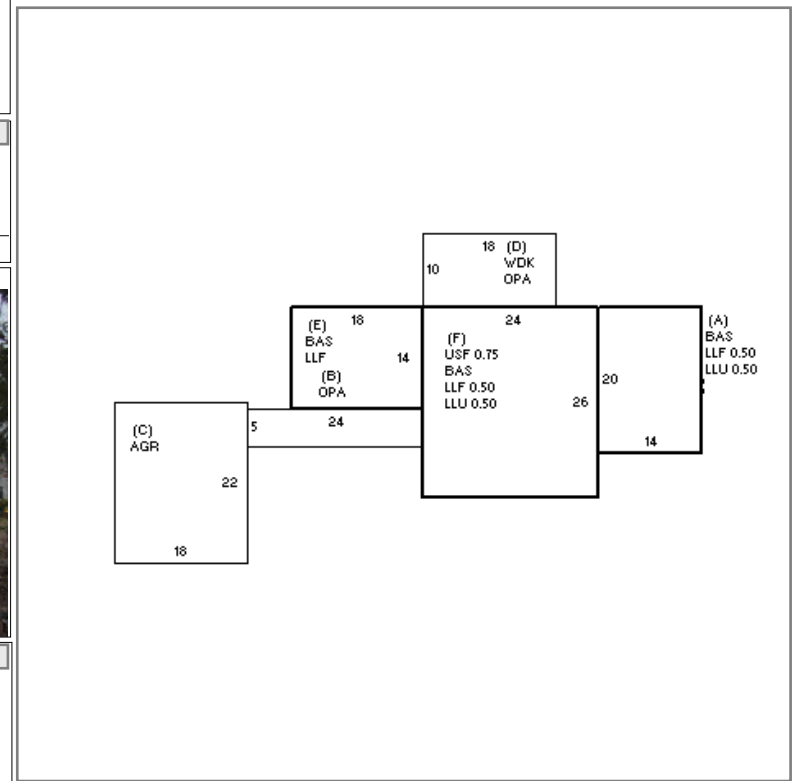 18 (D)
WDK
OPA
10
(E) 18
BAS
LLF
14
(B)
OPA
24
(F)
USF 0.75
BAS
LLF 0.50
LLU 0.50
26
20
(A)
BAS
LLF 0.50
LLU 0.50
14
(C)
AGR
22
18
5
24